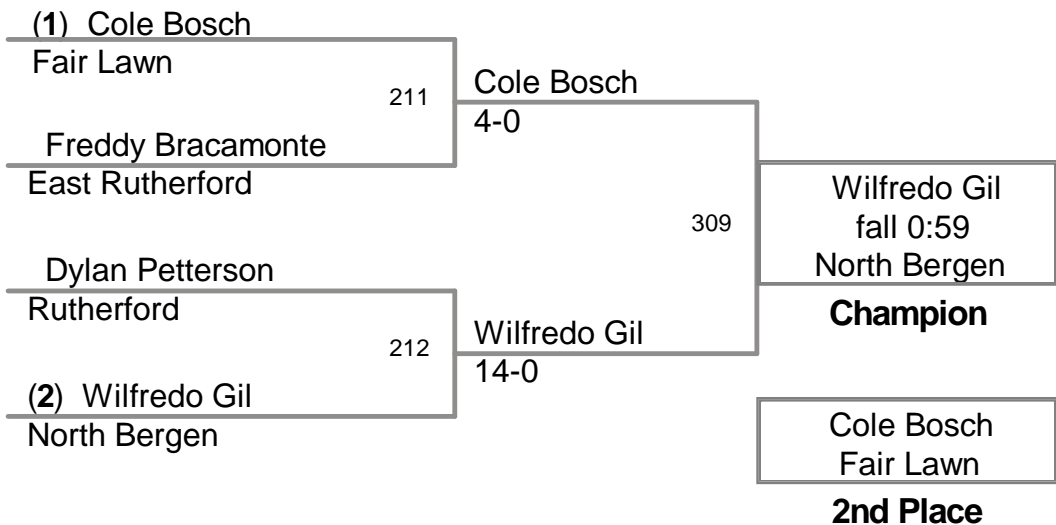 (1) Cole Bosch
Fair Lawn
211
Freddy Bracamonte
East Rutherford
Cole Bosch
4-0
Dylan Petterson
Rutherford
212
(2) Wilfredo Gil
North Bergen
Wilfredo Gil
14-0
309
Wilfredo Gil
fall 0:59
North Bergen
Champion
Cole Bosch
Fair Lawn
2nd Place